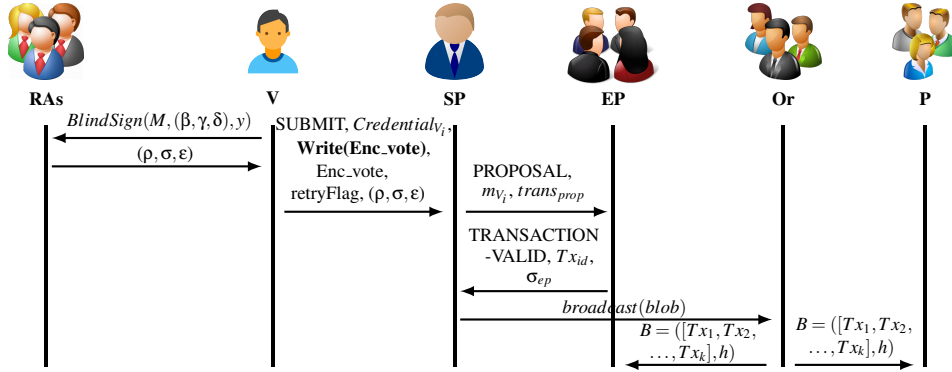 RAs
V
SP
EP
Or
P
BlindSign(M,(β,γ,δ),y)
(ρ,σ,ε)
SUBMIT, Credential_{V_i},
Write(Enc_vote),
Enc_vote,
retryFlag, (ρ,σ,ε)
PROPOSAL,
m_{V_i}, trans_{prop}
TRANSACTION
-VALID, Tx_{id},
σ_{ep}
broadcast(blob)
B = ([Tx_1,Tx_2,
...,Tx_k],h)
B = ([Tx_1,Tx_2,
...,Tx_k],h)